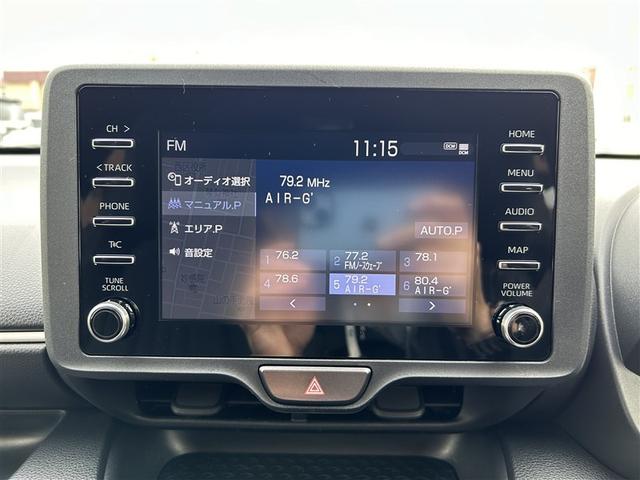 CH >
< TRACK
PHONE
T&C
TUNE
SCROLL
FM
11:15
DCM
DCM
オーディオ選択
マニュアル.P
エリア.P
音設定
79.2 MHz
AIR-G'
AUTO.P
1 76.2
2 77.2
FMノースウェーブ
3 78.1
4 78.6
5 79.2
AIR-G'
6 80.4
AIR-G'
<
>
HOME
MENU
AUDIO
MAP
POWER
VOLUME